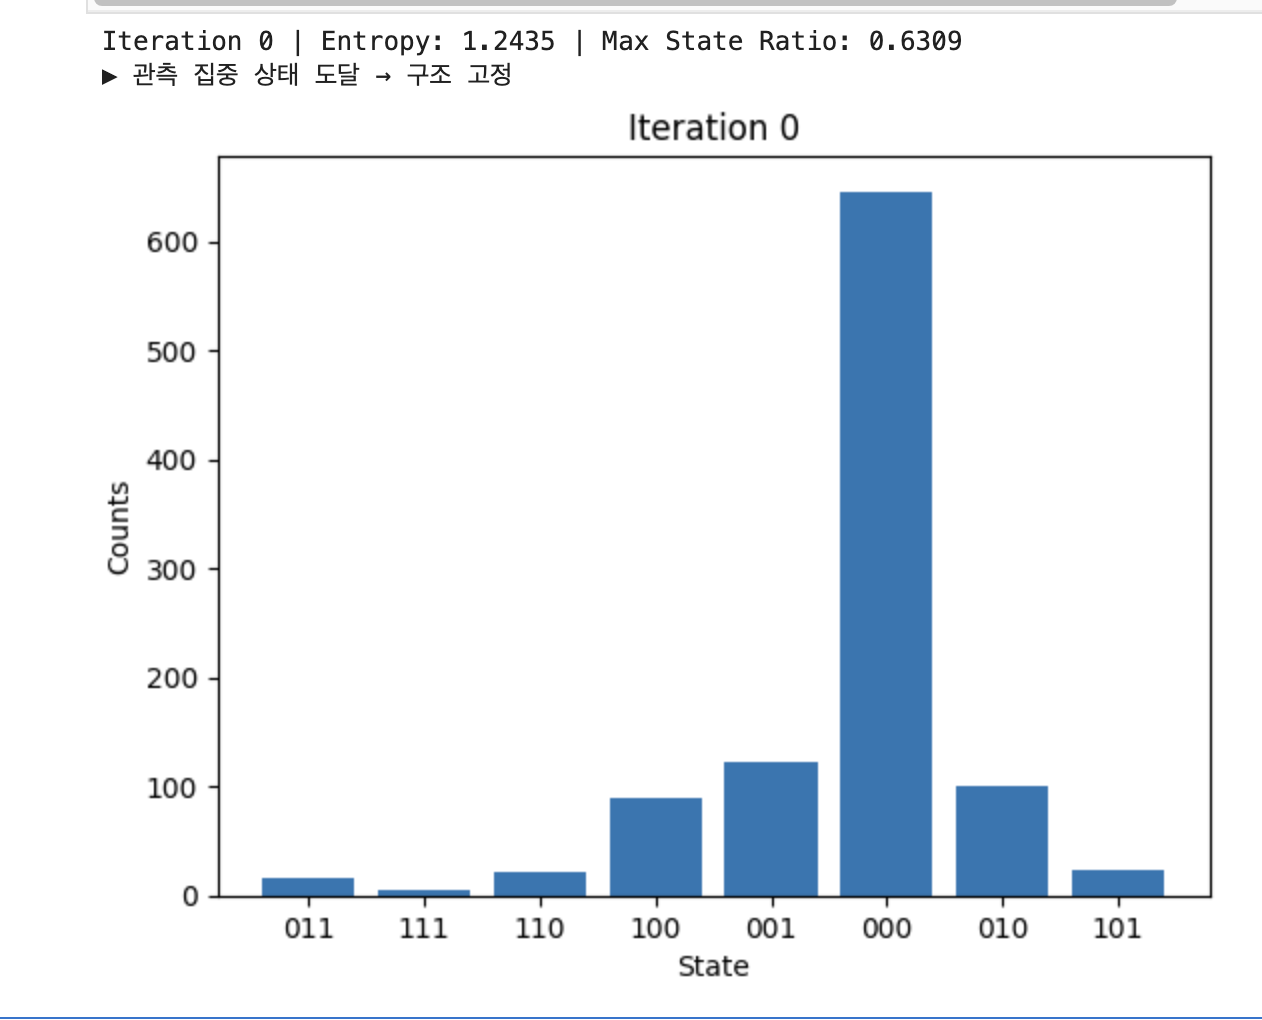 Iteration 0 | Entropy: 1.2435 | Max State Ratio: 0.6309
▶ 관측 집중 상태 도달 → 구조 고정
Iteration 0
600
500
400
300
200
100
0
Counts
011 111 110 100 001 000 010 101
State